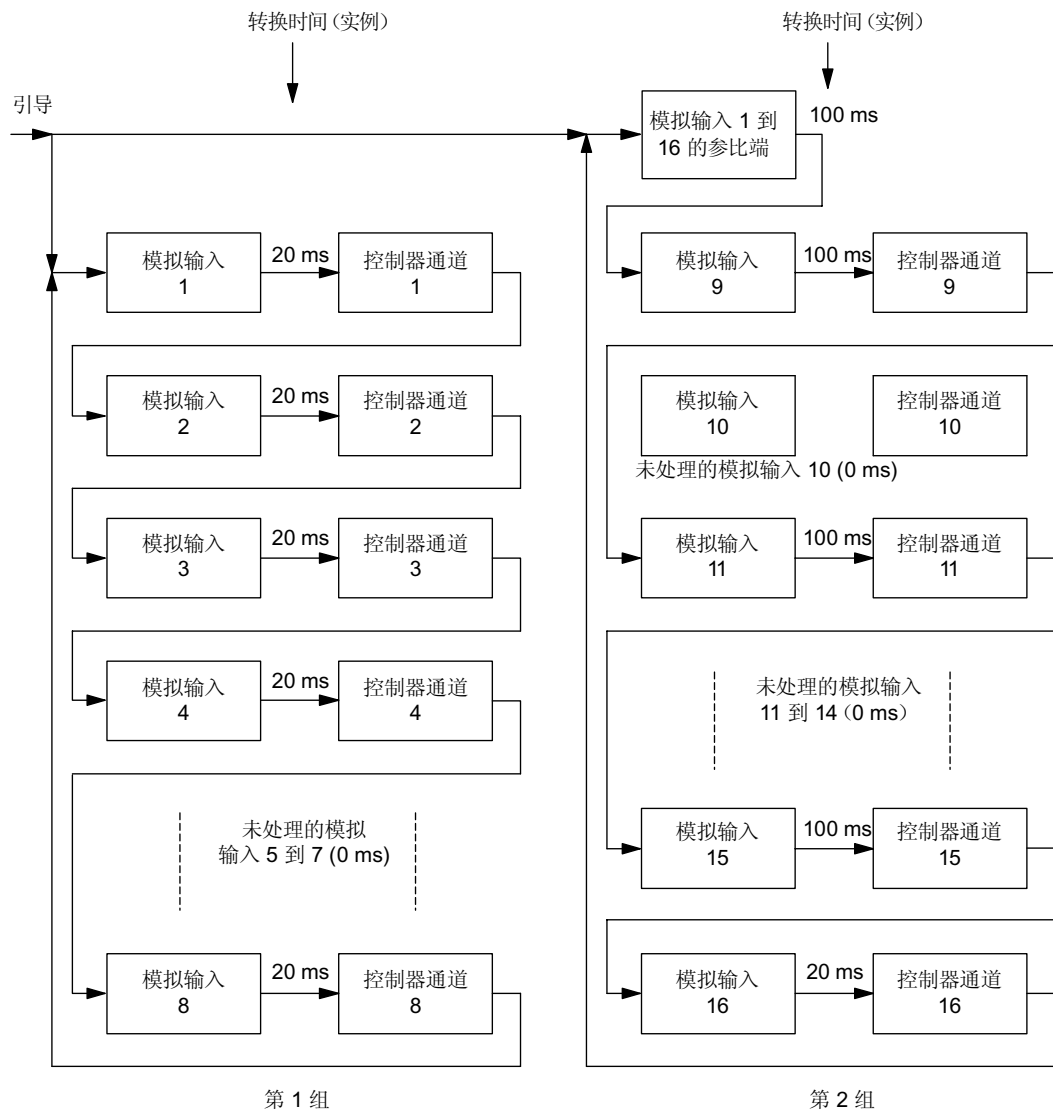 转换时间(实例)
转换时间(实例)
引导
模拟输入 1 到
16 的参比端
100 ms
模拟输入
1
20 ms
控制器通道
1
模拟输入
2
20 ms
控制器通道
2
模拟输入
3
20 ms
控制器通道
3
模拟输入
4
20 ms
控制器通道
4
未处理的模拟
输入 5 到 7 (0 ms)
模拟输入
8
20 ms
控制器通道
8
第 1 组
模拟输入
9
100 ms
控制器通道
9
模拟输入
10
控制器通道
10
未处理的模拟输入 10 (0 ms)
模拟输入
11
100 ms
控制器通道
11
未处理的模拟输入
11 到 14（0 ms）
模拟输入
15
100 ms
控制器通道
15
模拟输入
16
20 ms
控制器通道
16
第 2 组